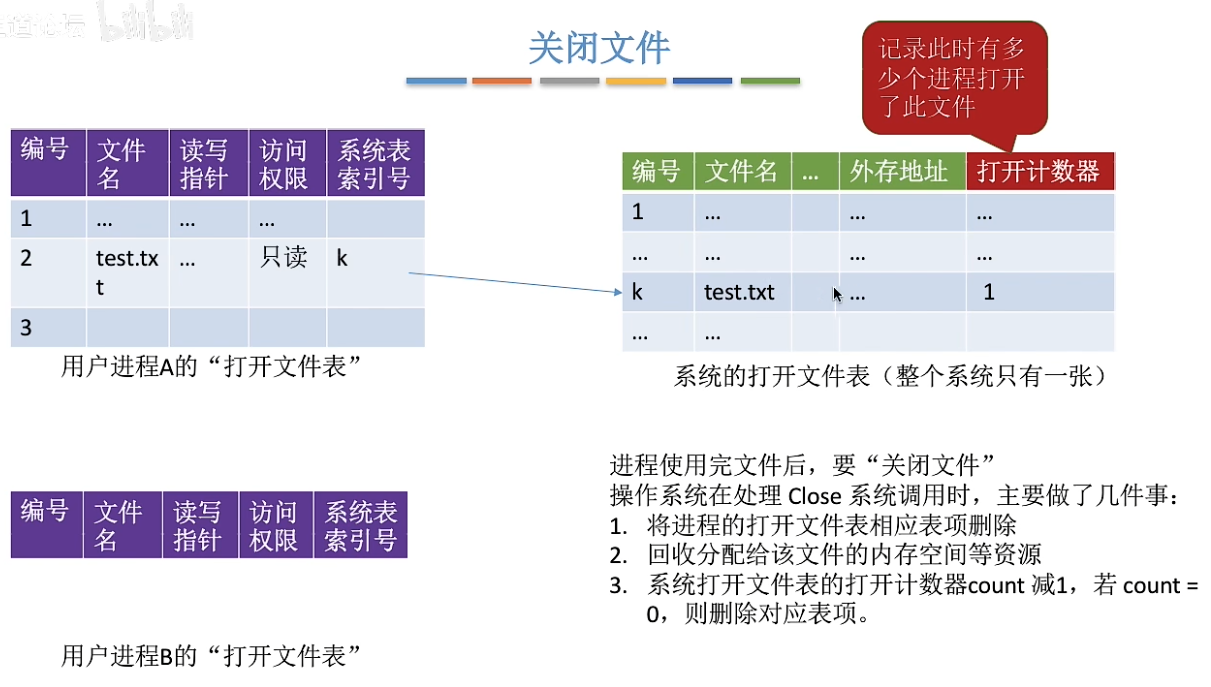 bilibili
关闭文件
记录此时有多
少个进程打开
了此文件
编号 文件名 读写指针 访问权限 系统表索引号
1 … … …
2 test.txt … 只读 k
3
用户进程A的“打开文件表”
编号 文件名 … 外存地址 打开计数器
1 … … …
… … … …
k test.txt … 1
… …
系统的打开文件表（整个系统只有一张）
编号 文件名 读写指针 访问权限 系统表索引号
用户进程B的“打开文件表”
进程使用完文件后，要“关闭文件”
操作系统在处理 Close 系统调用时，主要做了几件事：
1. 将进程的打开文件表相应表项删除
2. 回收分配给该文件的内存空间等资源
3. 系统打开文件表的打开计数器count 减1，若 count =
0，则删除对应表项。